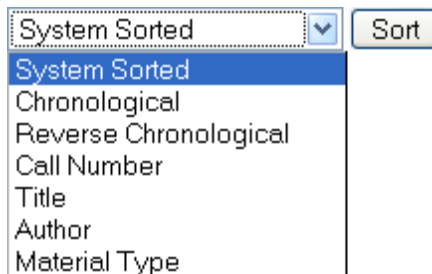 System Sorted Sort
System Sorted
Chronological
Reverse Chronological
Call Number
Title
Author
Material Type